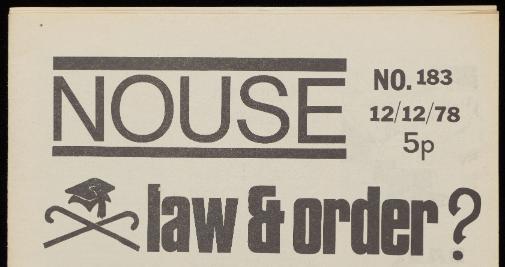 NOUSE
NO. 183
12/12/78
5p
law & order?